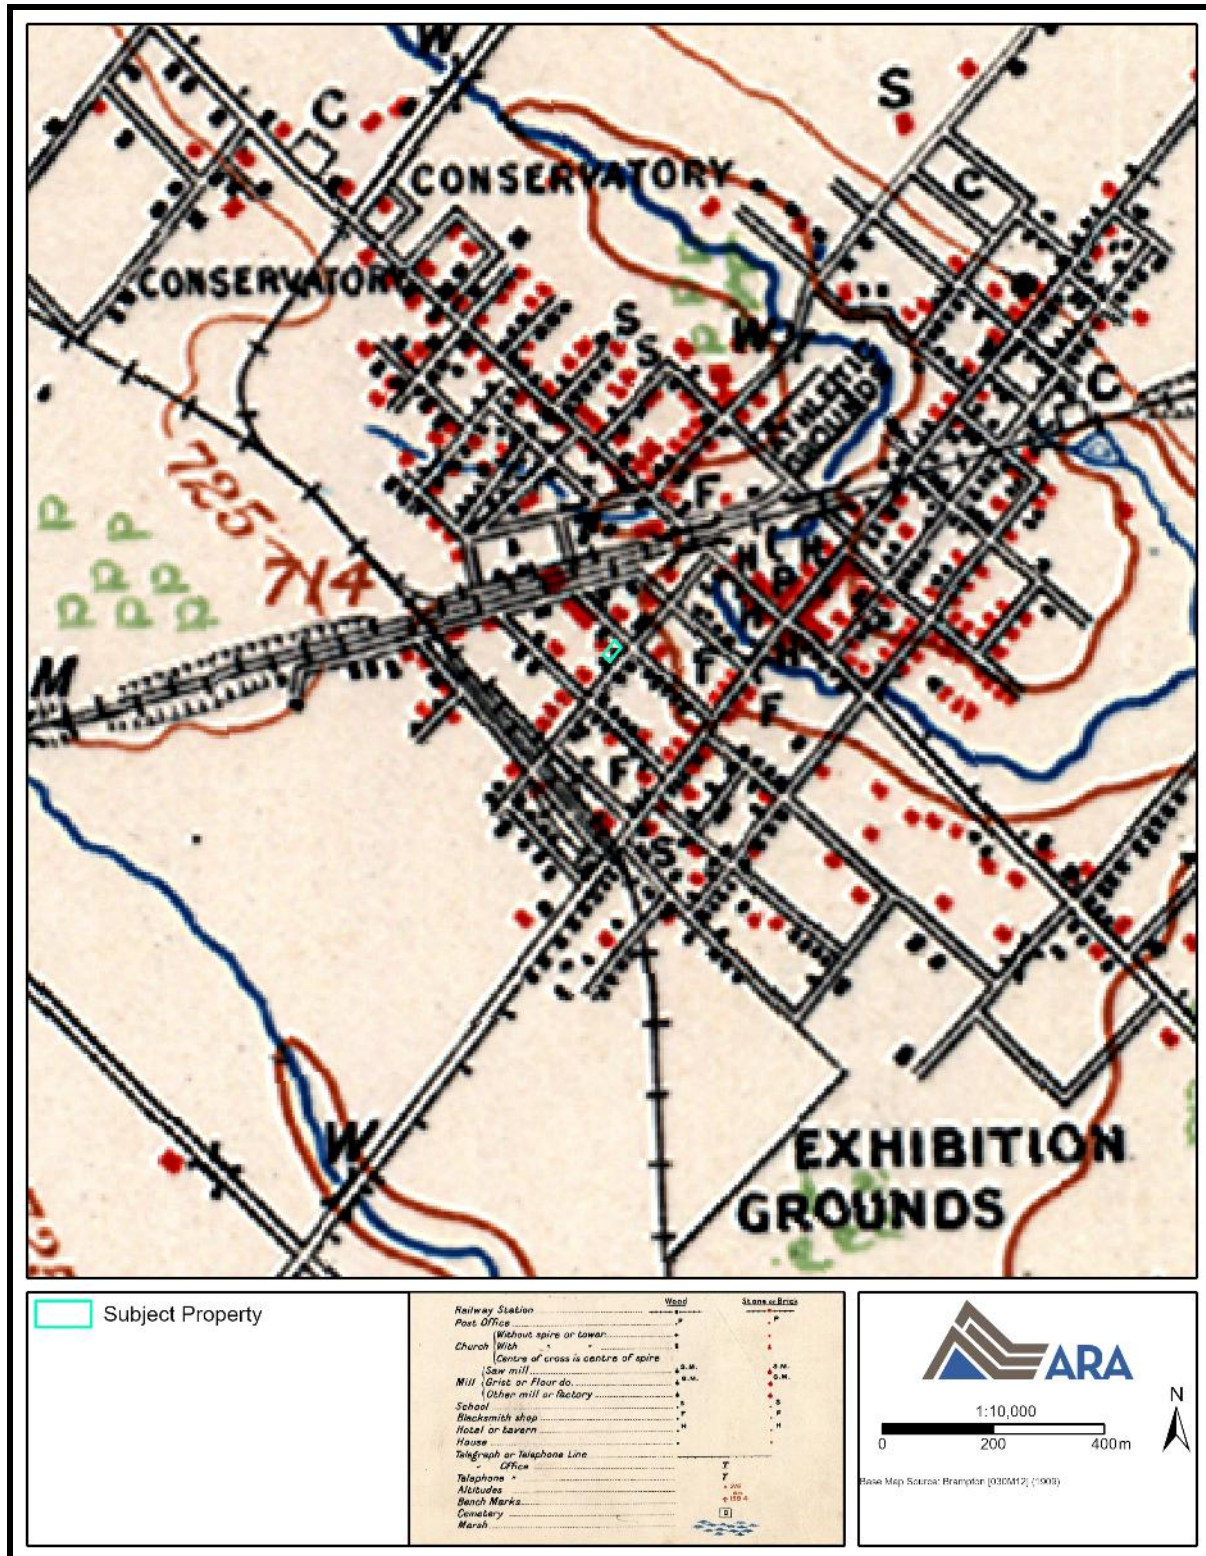 W
C
S
CONSERVATORY
C
CONSERVATORY
S
S
W
C
ATHLETIC
GROUNDS
725
F
714
H
L
H
P
M
H
F
F
F
S
W
EXHIBITION
GROUNDS
Subject Property
Wood
Stone or Brick
Railway Station
Post Office
P
P
Without spire or tower
Church With " "
Centre of cross is centre of spire
Saw mill
S.M.
S.M.
Mill Grist or Flour do.
G.M.
G.M.
Other mill or factory
School
S
S
Blacksmith shop
F
F
Hotel or tavern
H
H
House
Telegraph or Telephone Line
" Office
T
Telephone "
T
Altitudes
Bench Marks
Cemetery
Marsh
ARA
N
1:10,000
0 200 400m
Base Map Source: Brampton [030M12] (1909)